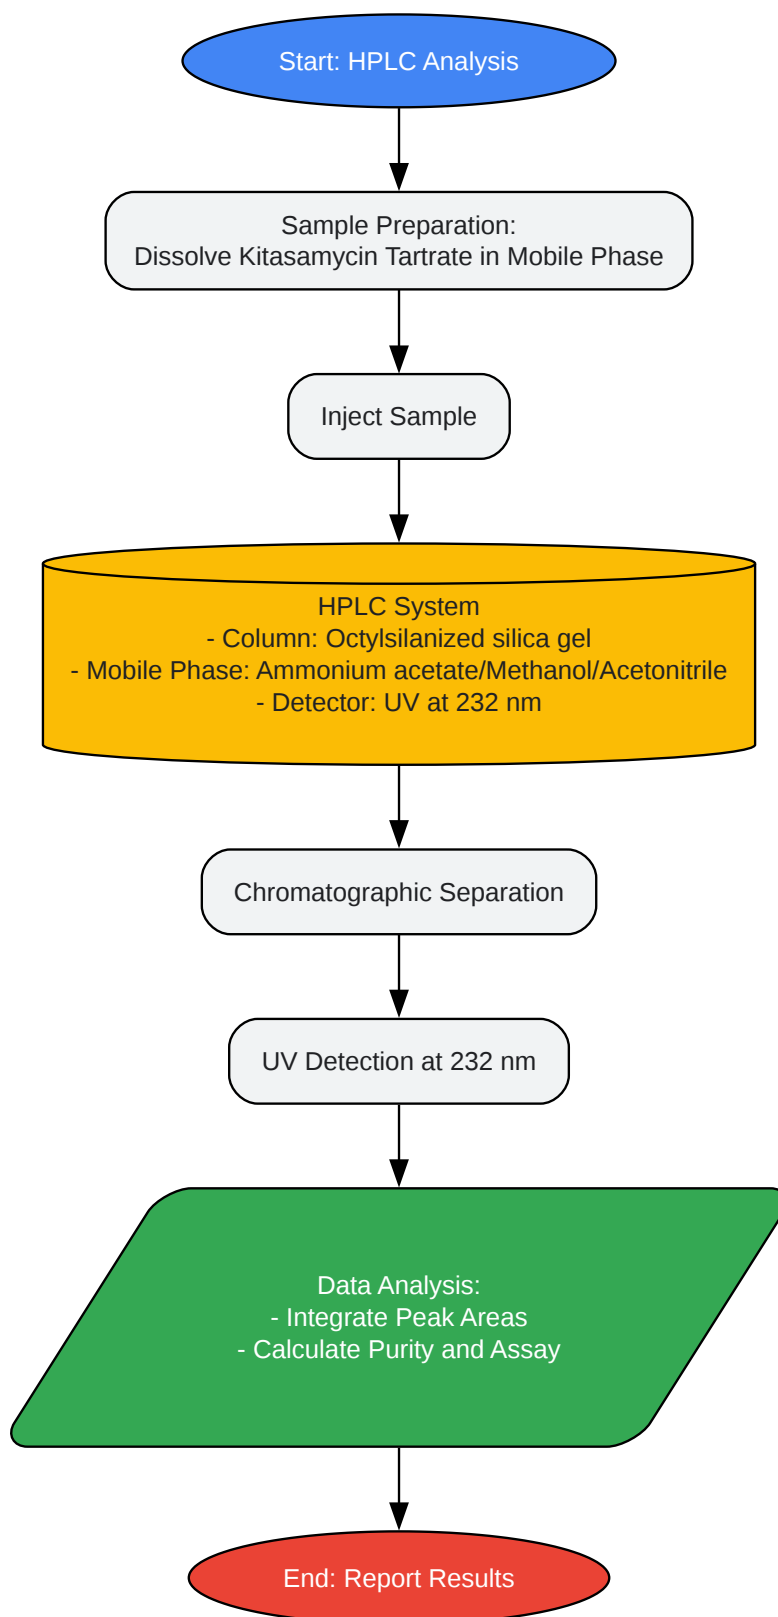 Start: HPLC Analysis
Sample Preparation:
Dissolve Kitasamycin Tartrate in Mobile Phase
Inject Sample
HPLC System
- Column: Octylsilanized silica gel
- Mobile Phase: Ammonium acetate/Methanol/Acetonitrile
- Detector: UV at 232 nm
Chromatographic Separation
UV Detection at 232 nm
Data Analysis:
- Integrate Peak Areas
- Calculate Purity and Assay
End: Report Results